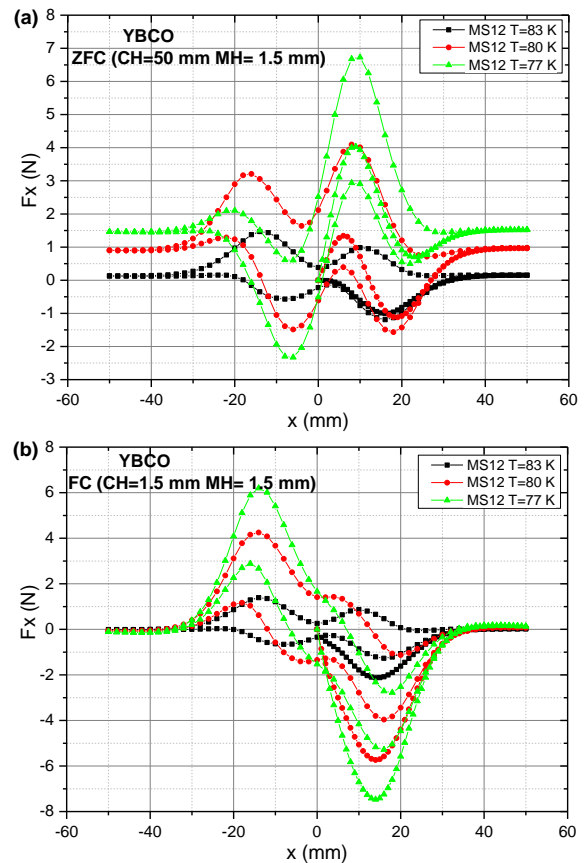 (a)
YBCO
ZFC (CH=50 mm MH= 1.5 mm)
MS12 T=83 K
MS12 T=80 K
MS12 T=77 K
Fx (N)
8
7
6
5
4
3
2
1
0
-1
-2
-3
-60 -40 -20 0 20 40 60
x (mm)
(b)
YBCO
FC (CH=1.5 mm MH= 1.5 mm)
MS12 T=83 K
MS12 T=80 K
MS12 T=77 K
Fx (N)
8
6
4
2
0
-2
-4
-6
-8
-60 -40 -20 0 20 40 60
x (mm)